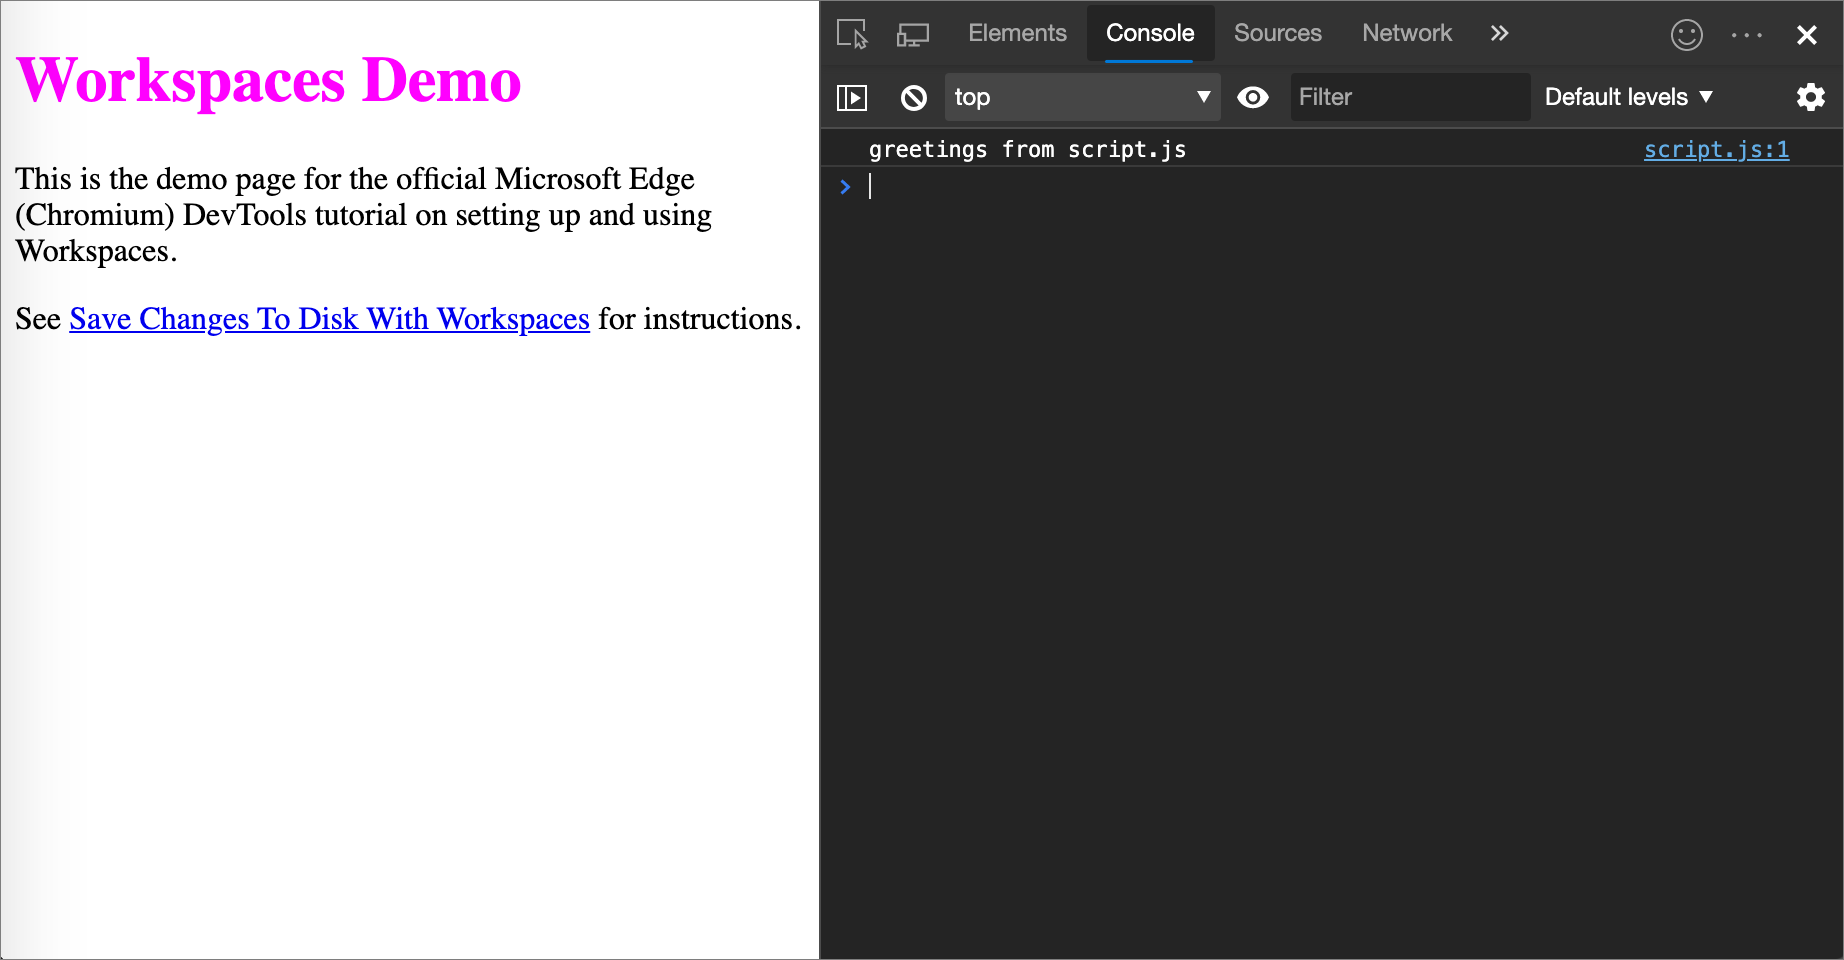 Workspaces Demo
This is the demo page for the official Microsoft Edge
(Chromium) DevTools tutorial on setting up and using
Workspaces.
See Save Changes To Disk With Workspaces for instructions.
Elements Console Sources Network
top Filter Default levels
greetings from script.js script.js:1